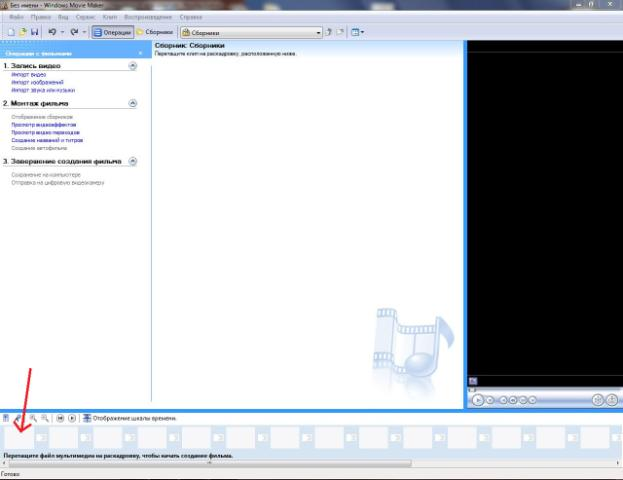 Без имени - Windows Movie Maker
Файл Правка Вид Сервис Клип Воспроизведение Справка
Операции Сборники Сборники
Операции с фильмами
Сборник: Сборники
Перетащите клип на раскадровку, расположенную ниже.
1. Запись видео
Импорт видео
Импорт изображений
Импорт звука или музыки
2. Монтаж фильма
Отображение сборников
Просмотр видеоэффектов
Просмотр видео переходов
Создание названий и титров
Создание автофильма
3. Завершение создания фильма
Сохранение на компьютере
Отправка на цифровую видеокамеру
Отображение шкалы времени.
Перетащите файл мультимедиа на раскадровку, чтобы начать создание фильма.
Готово